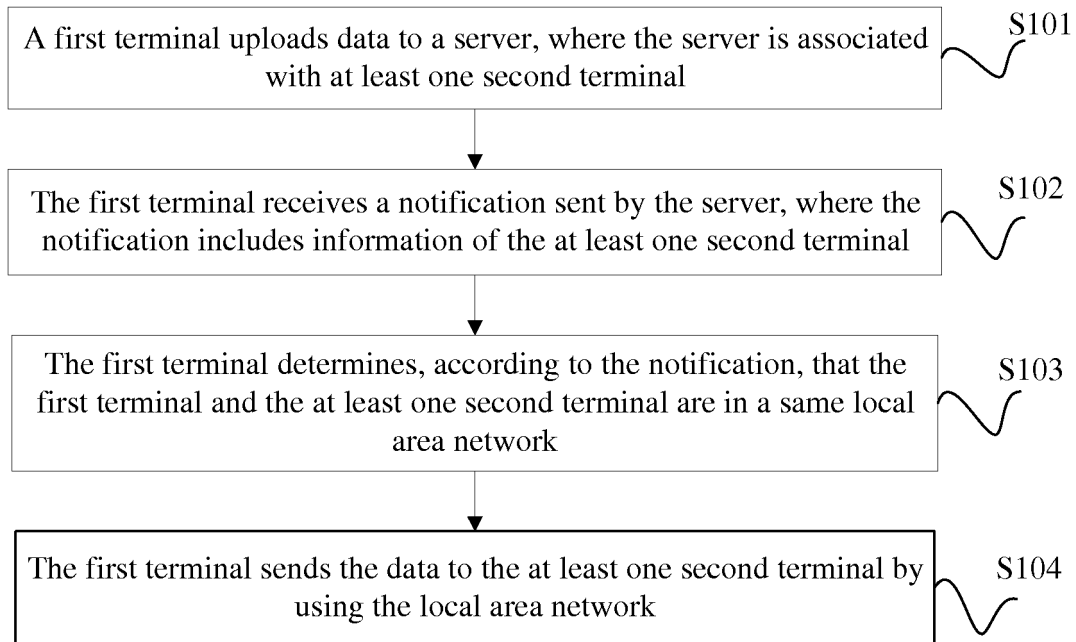 A first terminal uploads data to a server, where the server is associated
with at least one second terminal
S101
The first terminal receives a notification sent by the server, where the
notification includes information of the at least one second terminal
S102
The first terminal determines, according to the notification, that the
first terminal and the at least one second terminal are in a same local
area network
S103
The first terminal sends the data to the at least one second terminal by
using the local area network
S104